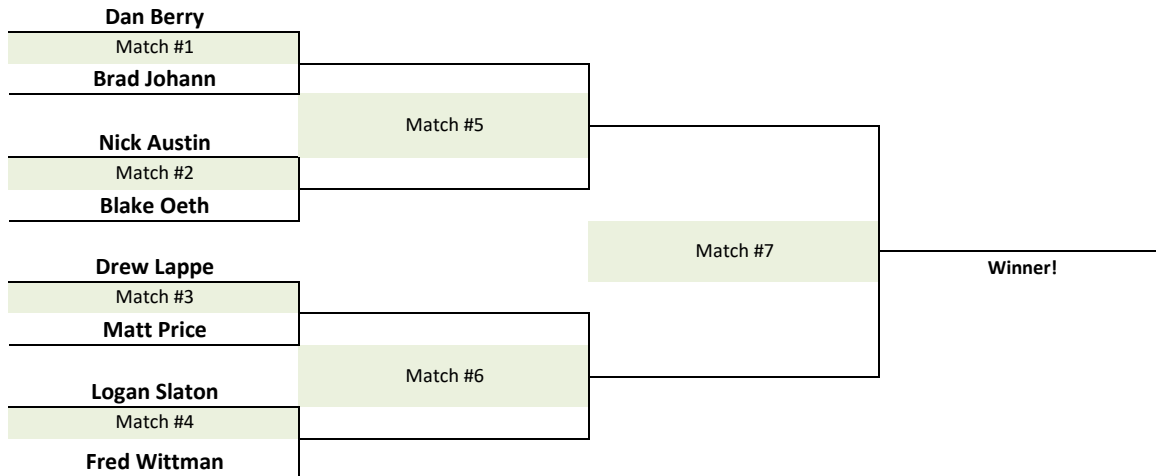 Dan Berry
Match #1
Brad Johann
Match #5
Nick Austin
Match #2
Blake Oeth
Match #7
Winner!
Drew Lappe
Match #3
Matt Price
Match #6
Logan Slaton
Match #4
Fred Wittman